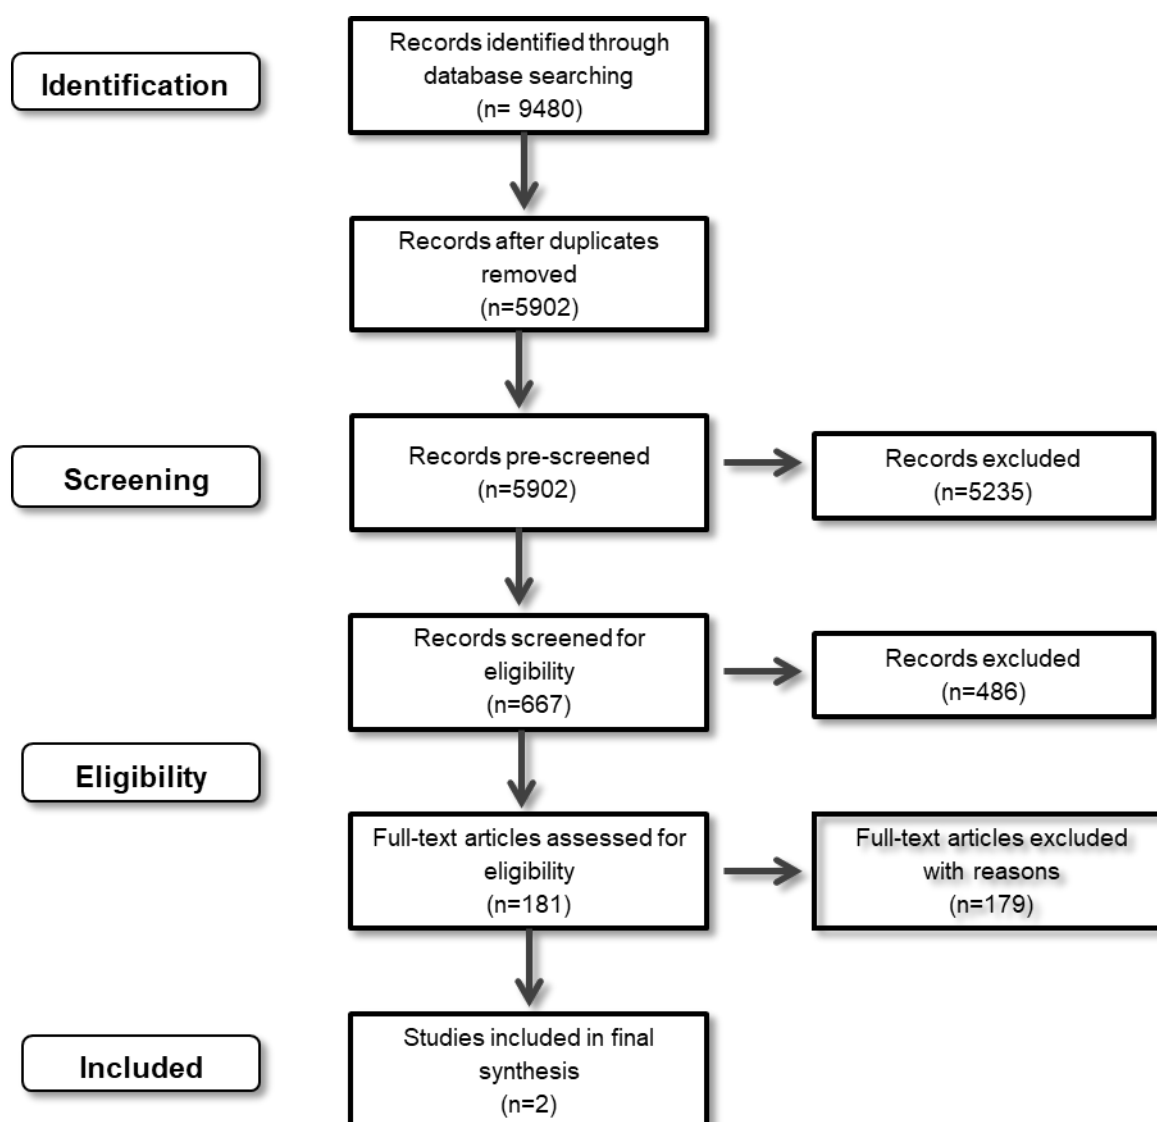 Identification
Records identified through
database searching
(n= 9480)
Records after duplicates
removed
(n=5902)
Screening
Records pre-screened
(n=5902)
Records excluded
(n=5235)
Records screened for
eligibility
(n=667)
Records excluded
(n=486)
Eligibility
Full-text articles assessed for
eligibility
(n=181)
Full-text articles excluded
with reasons
(n=179)
Included
Studies included in final
synthesis
(n=2)